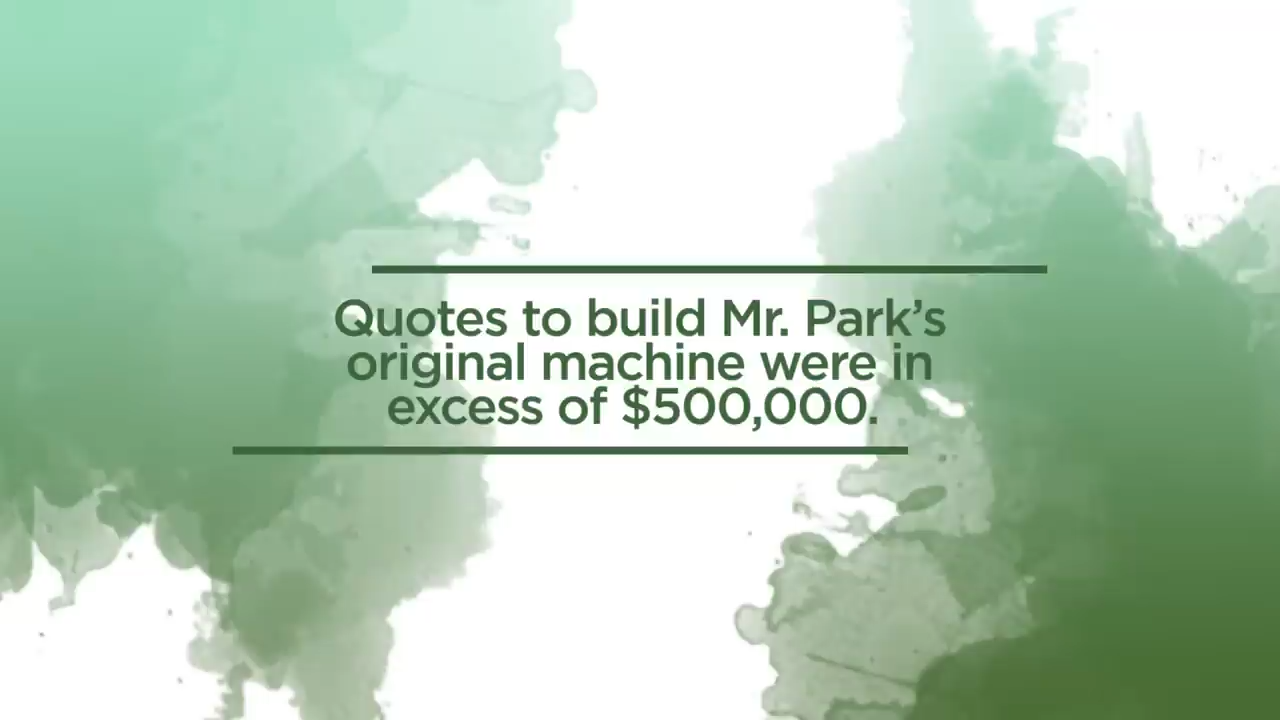 Quotes to build Mr. Park’s
original machine were in
excess of $500,000.